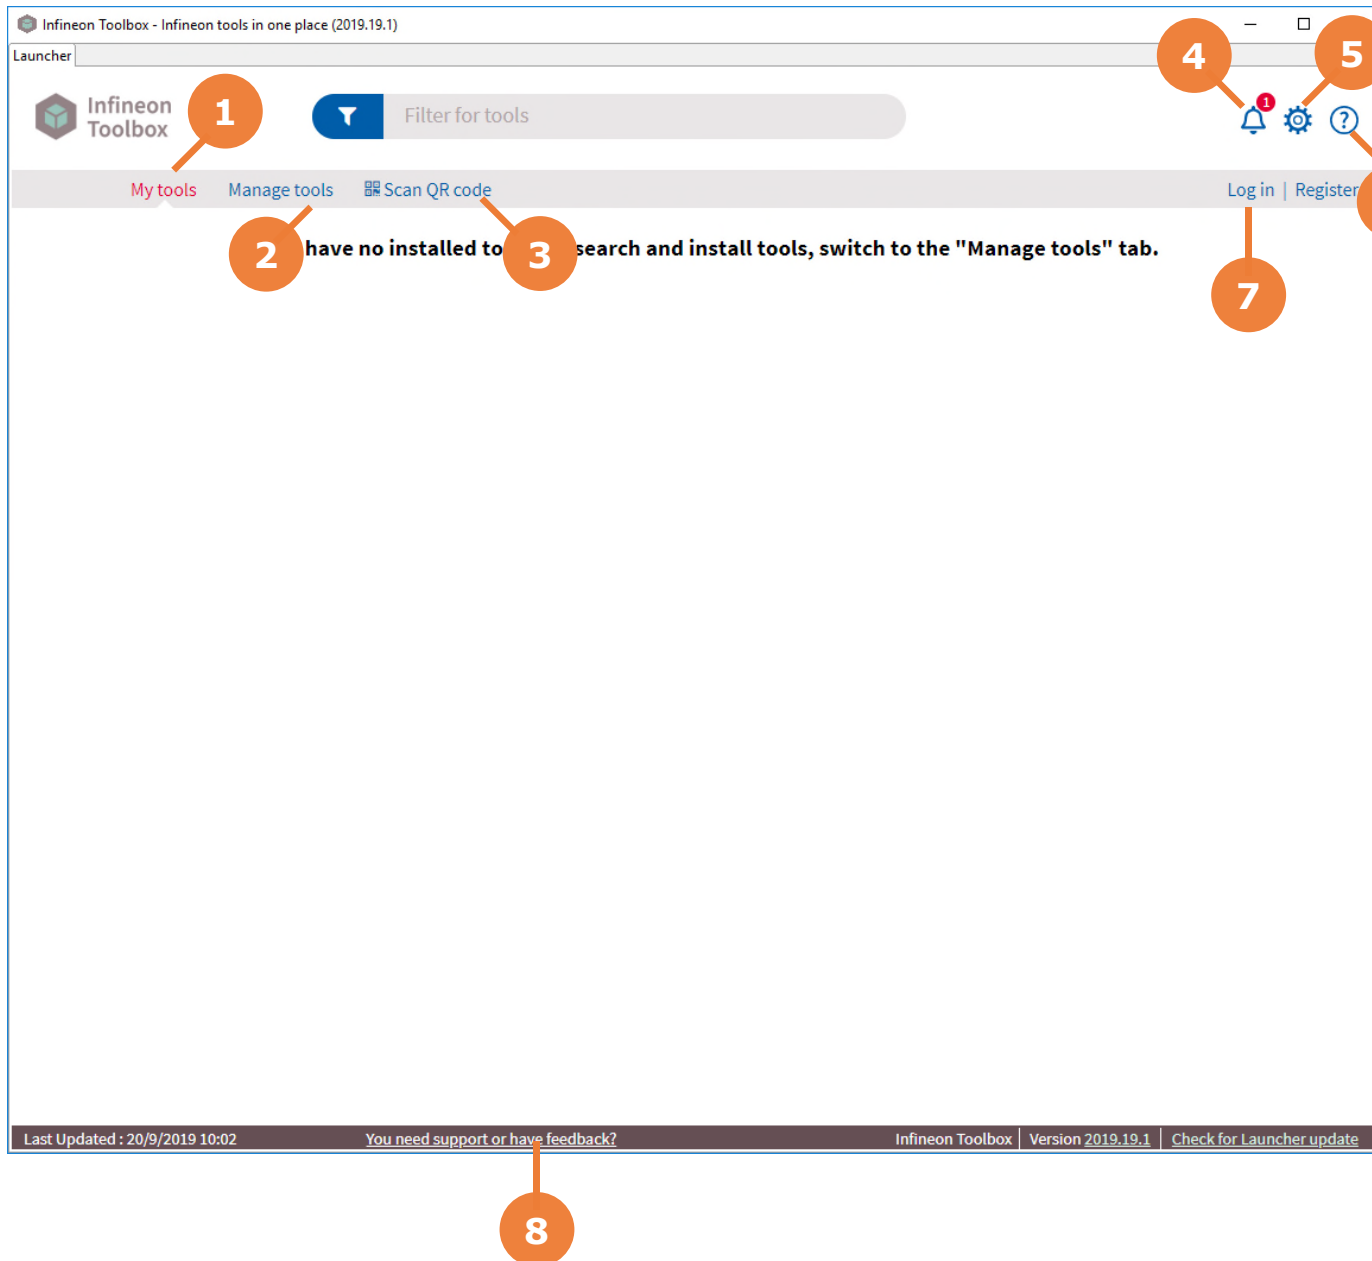 Infineon Toolbox - Infineon tools in one place (2019.19.1)
Launcher
4
5
Infineon
Toolbox
1
Filter for tools
1
?
My tools Manage tools Scan QR code Log in | Register
2
have no installed to
3
search and install tools, switch to the "Manage tools" tab.
7
Last Updated : 20/9/2019 10:02 You need support or have feedback? Infineon Toolbox Version 2019.19.1 Check for Launcher update
8